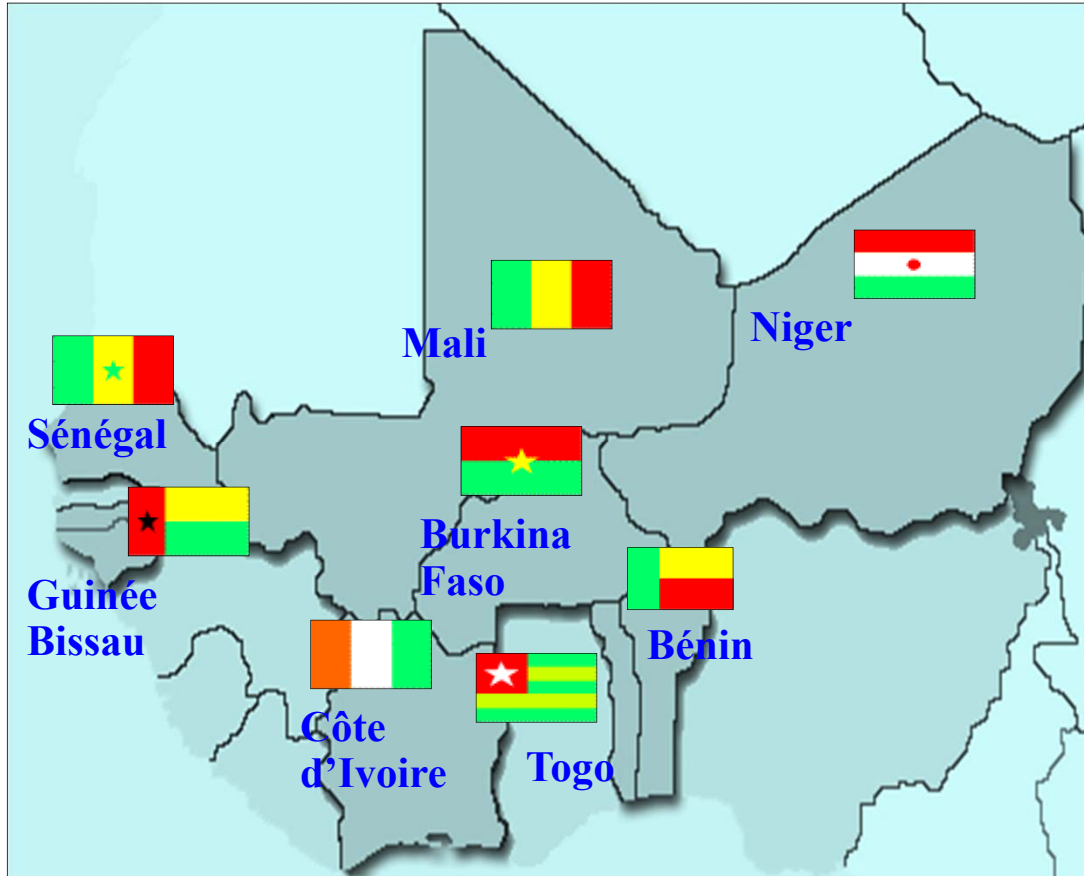 Mali
Niger
Sénégal
Burkina
Faso
Guinée
Bissau
Bénin
Côte
d’Ivoire
Togo